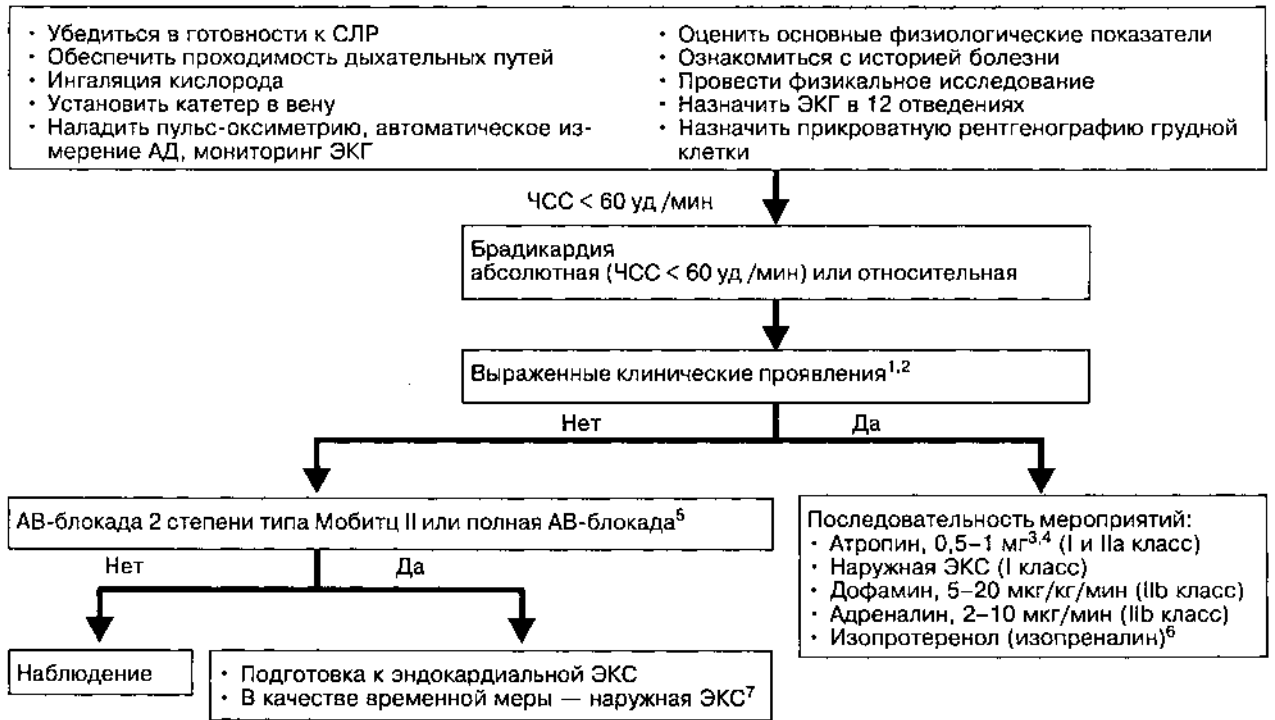 • Убедиться в готовности к СЛР
• Обеспечить проходимость дыхательных путей
• Ингаляция кислорода
• Установить катетер в вену
• Наладить пульс-оксиметрию, автоматическое из-
мерение АД, мониторинг ЭКГ
• Оценить основные физиологические показатели
• Ознакомиться с историей болезни
• Провести физикальное исследование
• Назначить ЭКГ в 12 отведениях
• Назначить прикроватную рентгенографию грудной
клетки
ЧСС < 60 уд /мин
Брадикардия
абсолютная (ЧСС < 60 уд /мин) или относительная
Выраженные клинические проявления1,2
Нет
Да
АВ-блокада 2 степени типа Мобитц II или полная АВ-блокада5
Нет
Да
Наблюдение
• Подготовка к эндокардиальной ЭКС
• В качестве временной меры — наружная ЭКС7
Последовательность мероприятий:
• Атропин, 0,5–1 мг3,4 (I и IIa класс)
• Наружная ЭКС (I класс)
• Дофамин, 5–20 мкг/кг/мин (IIb класс)
• Адреналин, 2–10 мкг/мин (IIb класс)
• Изопротеренол (изопреналин)6